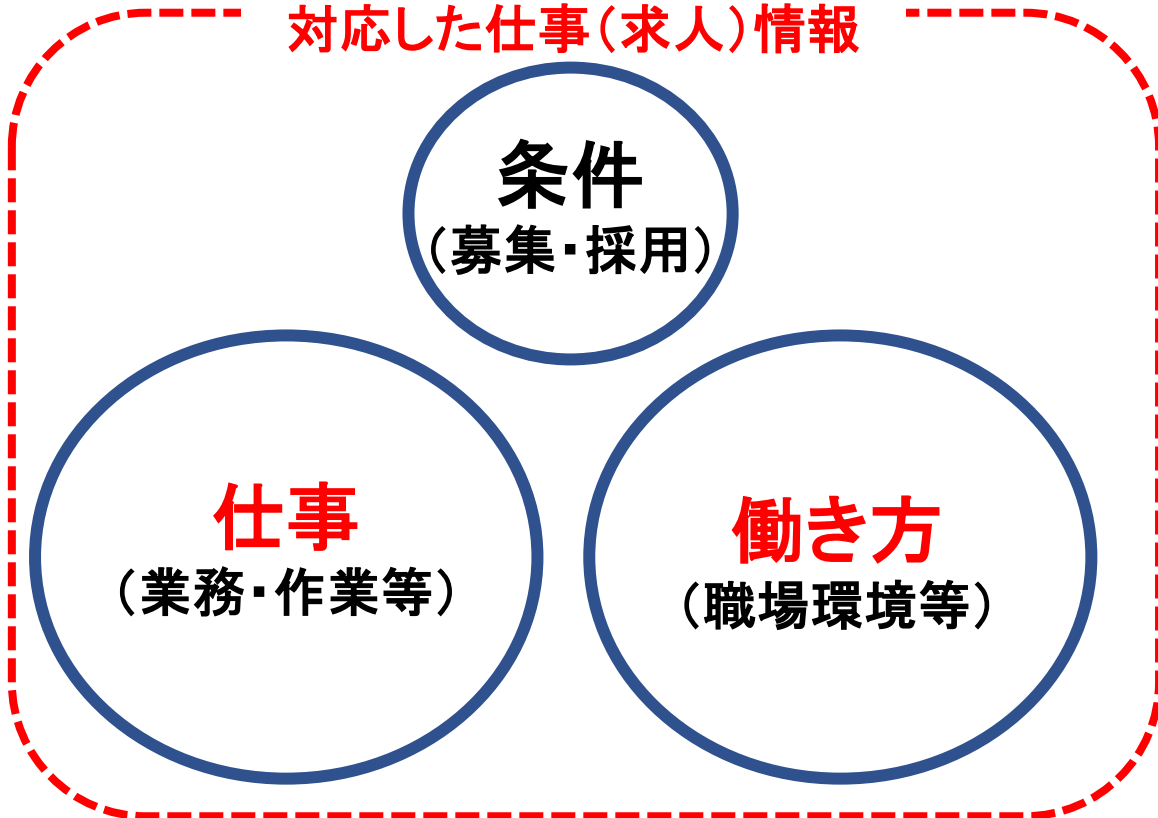 対応した仕事（求人）情報
条件
（募集・採用）
仕事
（業務・作業等）
働き方
（職場環境等）